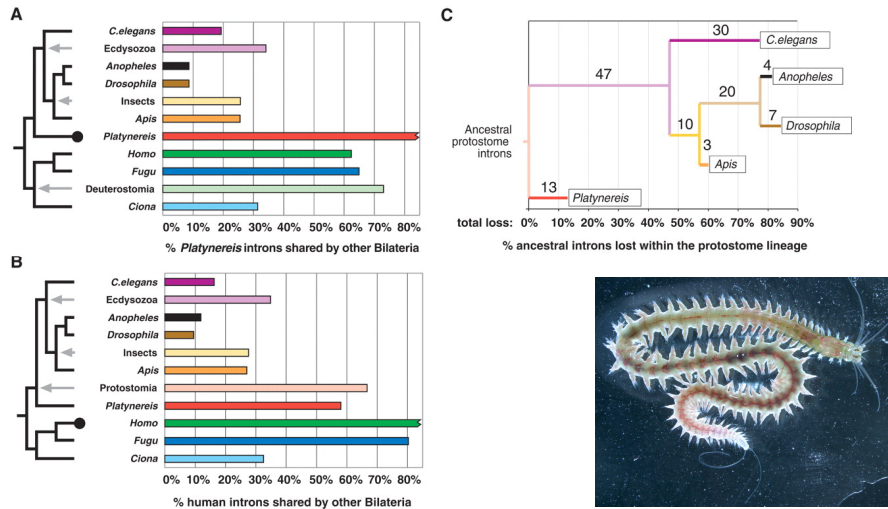 A
C.elegans
Ecdysozoa
Anopheles
Drosophila
Insects
Apis
Platynereis
Homo
Fugu
Deuterostomia
Ciona
0% 10% 20% 30% 40% 50% 60% 70% 80%
% Platynereis introns shared by other Bilateria
B
C.elegans
Ecdysozoa
Anopheles
Drosophila
Insects
Apis
Protostomia
Platynereis
Homo
Fugu
Ciona
0% 10% 20% 30% 40% 50% 60% 70% 80%
% human introns shared by other Bilateria
C
30
C.elegans
4
47
Anopheles
20
10
7
Drosophila
Ancestral
protostome
introns
3
Apis
13
Platynereis
total loss: 0% 10% 20% 30% 40% 50% 60% 70% 80% 90%
% ancestral introns lost within the protostome lineage